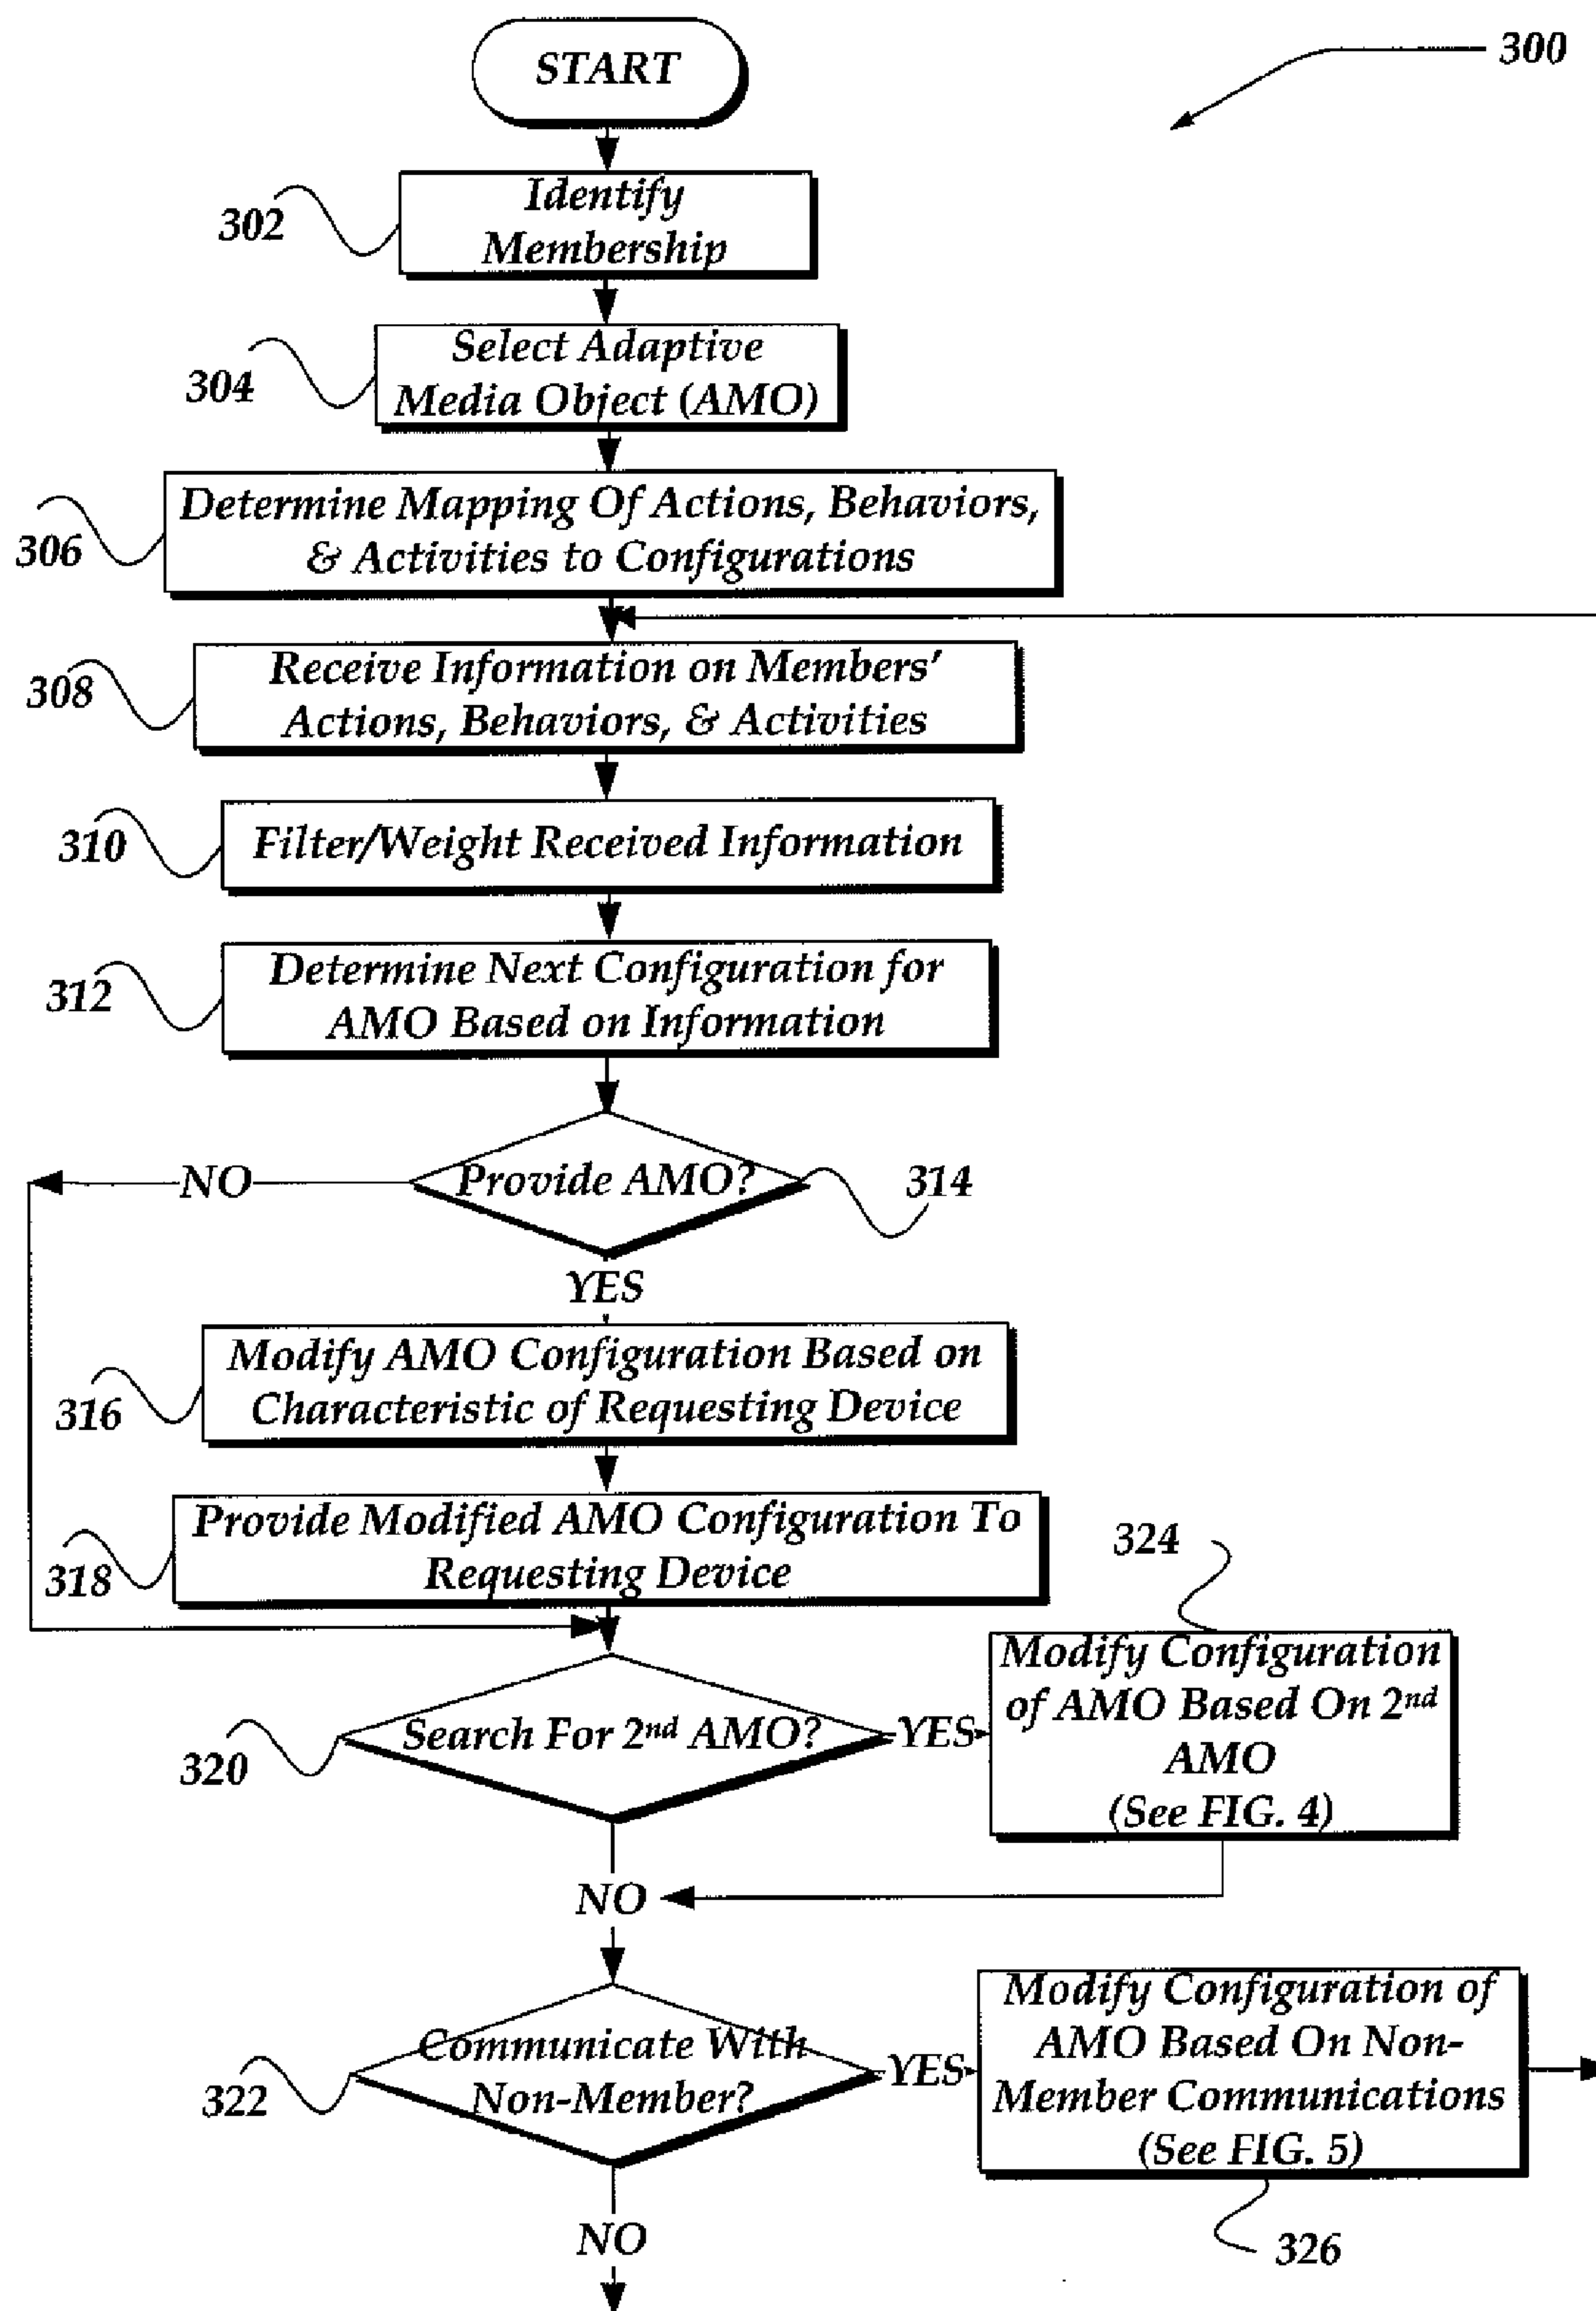 START
300
302
Identify
Membership
304
Select Adaptive
Media Object (AMO)
306
Determine Mapping Of Actions, Behaviors,
& Activities to Configurations
308
Receive Information on Members'
Actions, Behaviors, & Activities
310
Filter/Weight Received Information
312
Determine Next Configuration for
AMO Based on Information
NO
Provide AMO?
314
YES
316
Modify AMO Configuration Based on
Characteristic of Requesting Device
318
Provide Modified AMO Configuration To
Requesting Device
320
Search For 2nd AMO?
YES
324
Modify Configuration
of AMO Based On 2nd
AMO
(See FIG. 4)
NO
322
Communicate With
Non-Member?
YES
Modify Configuration of
AMO Based On Non-
Member Communications
(See FIG. 5)
326
NO